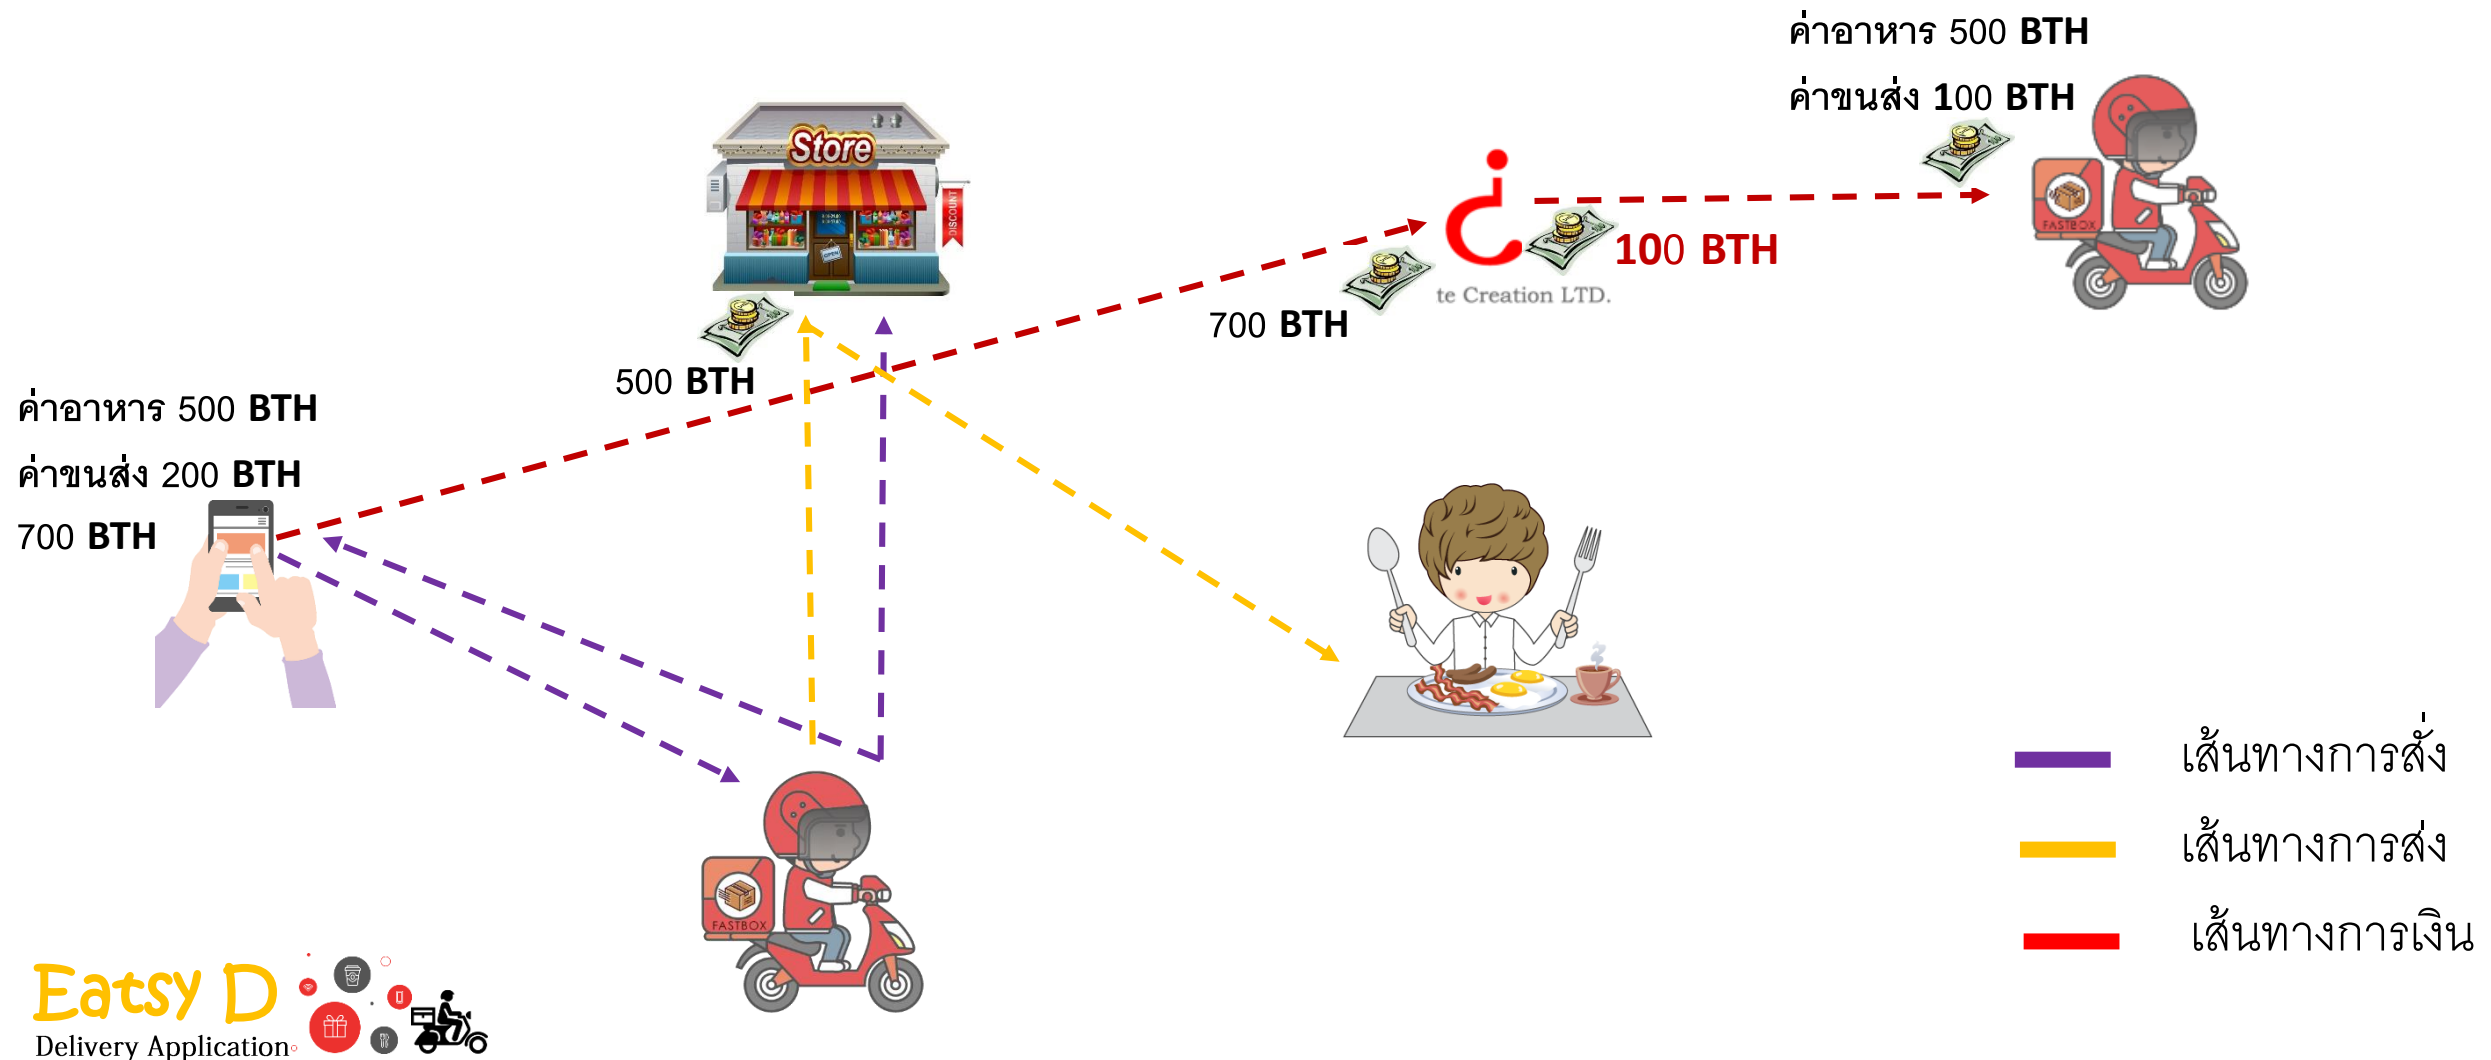 ค่าอาหาร 500 BTH
ค่าขนส่ง 100 BTH
Store
DISCOUNT
OPEN
FASTBOX
100 BTH
te Creation LTD.
700 BTH
500 BTH
ค่าอาหาร 500 BTH
ค่าขนส่ง 200 BTH
700 BTH
เส้นทางการสั่ง
เส้นทางการส่ง
เส้นทางการเงิน
FASTBOX
Eatsy D
Delivery Application